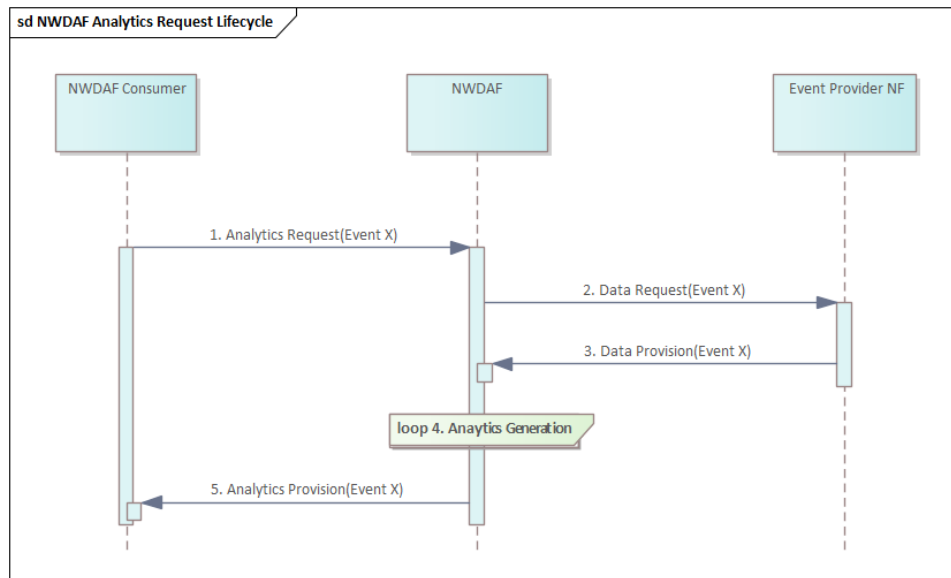 sd NWDAF Analytics Request Lifecycle
NWDAF Consumer
NWDAF
Event Provider NF
1. Analytics Request(Event X)
2. Data Request(Event X)
3. Data Provision(Event X)
loop 4. Anaytics Generation
5. Analytics Provision(Event X)